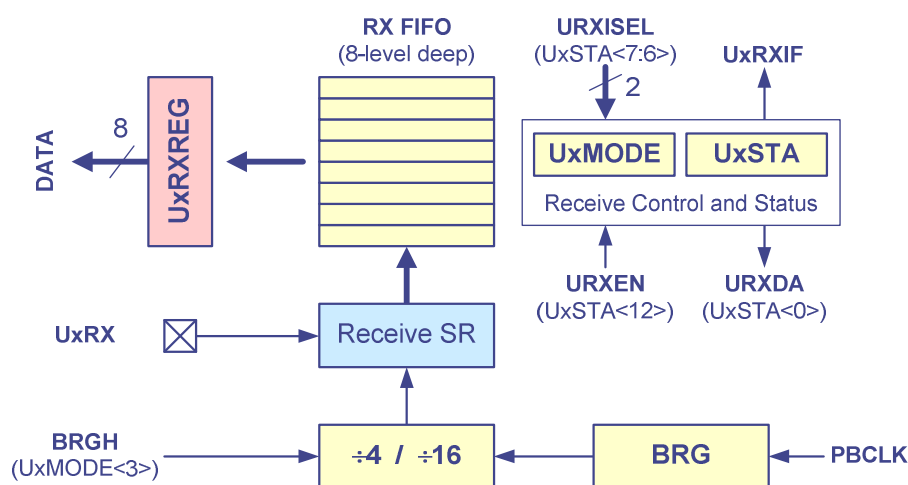 RX FIFO
(8-level deep)
URXISEL
(UxSTA<7:6>)
UxRXIF
2
8
DATA
UxRXREG
UxMODE
UxSTA
Receive Control and Status
URXEN
(UxSTA<12>)
URXDA
(UxSTA<0>)
UxRX
Receive SR
BRGH
(UxMODE<3>)
÷4 / ÷16
BRG
PBCLK